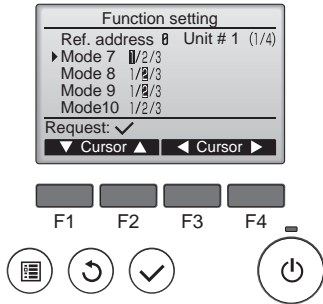 Function setting
Ref. address 0 Unit # 1 (1/4)
Mode 7 1/2/3
Mode 8 1/2/3
Mode 9 1/2/3
Mode10 1/2/3
Request: ✓
▼ Cursor ▲ ◀ Cursor ▶
F1 F2 F3 F4